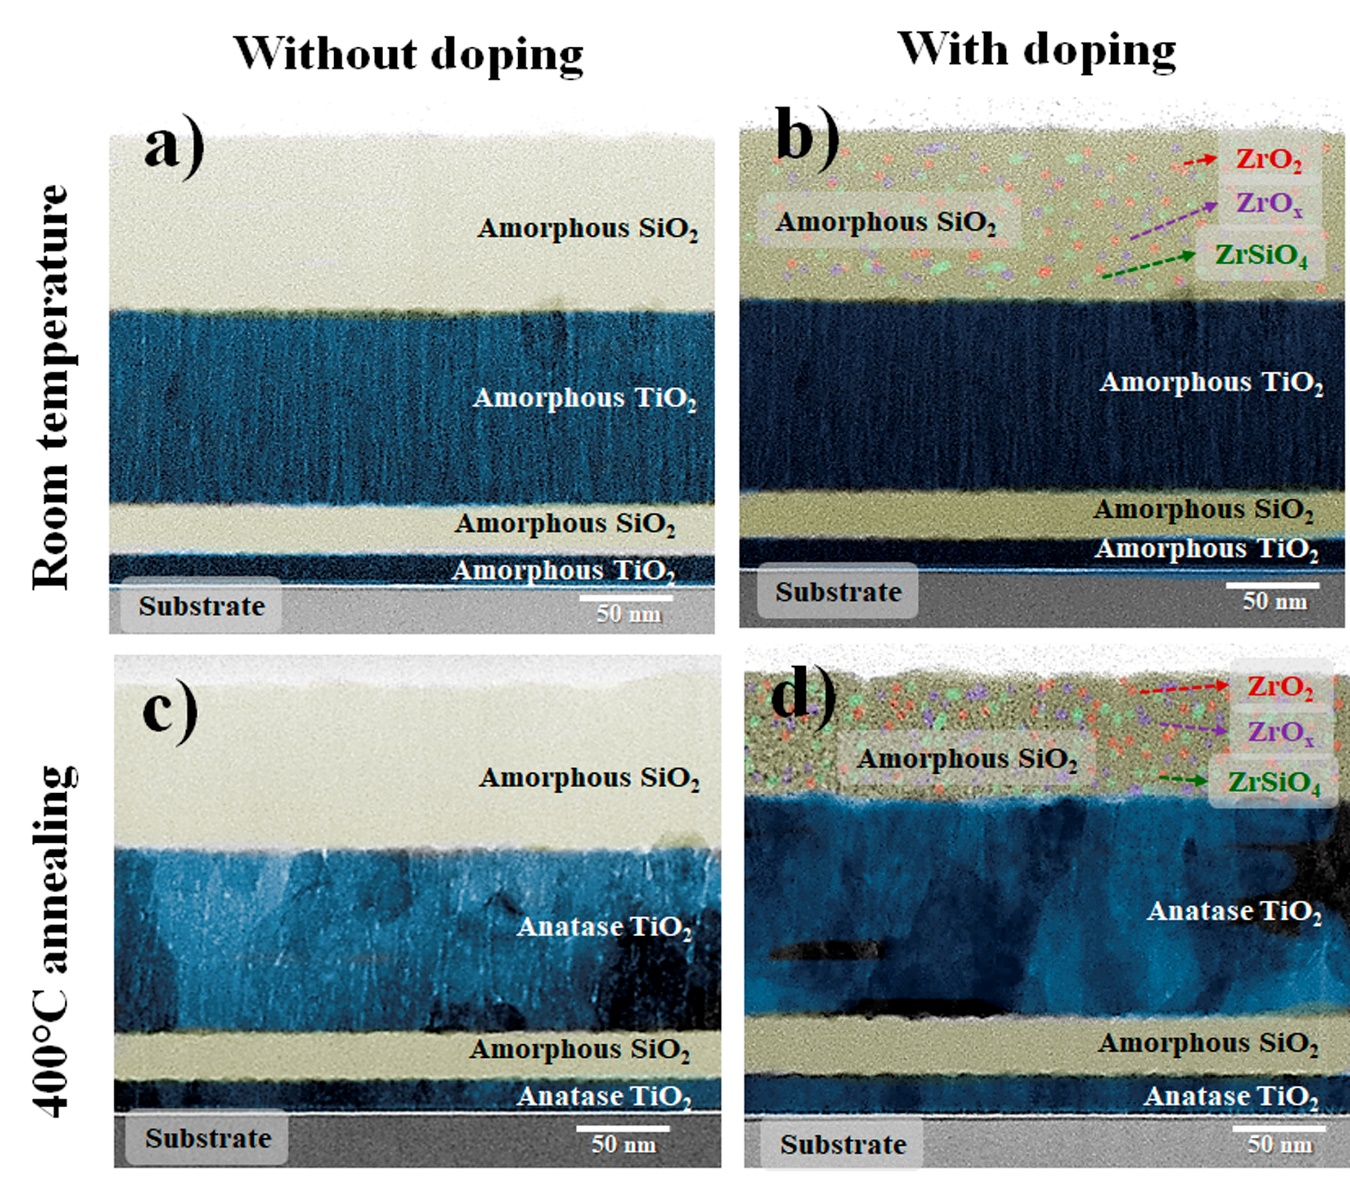 Without doping
With doping
Room temperature
a)
Amorphous SiO₂
Amorphous TiO₂
Amorphous SiO₂
Amorphous TiO₂
Substrate
50 nm
b)
ZrO₂
ZrOₓ
ZrSiO₄
Amorphous SiO₂
Amorphous TiO₂
Amorphous SiO₂
Amorphous TiO₂
Substrate
50 nm
400°C annealing
c)
Amorphous SiO₂
Anatase TiO₂
Amorphous SiO₂
Anatase TiO₂
Substrate
50 nm
d)
ZrO₂
ZrOₓ
ZrSiO₄
Amorphous SiO₂
Anatase TiO₂
Amorphous SiO₂
Anatase TiO₂
Substrate
50 nm